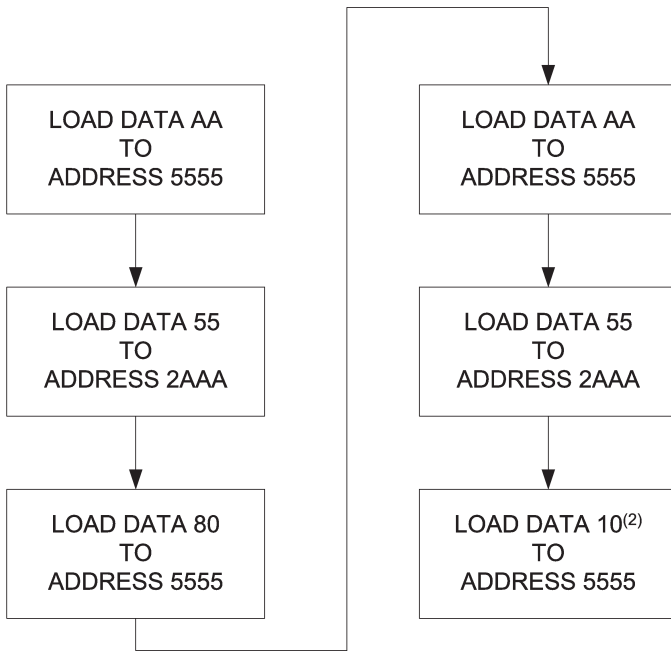 LOAD DATA AA
TO
ADDRESS 5555
LOAD DATA 55
TO
ADDRESS 2AAA
LOAD DATA 80
TO
ADDRESS 5555
LOAD DATA AA
TO
ADDRESS 5555
LOAD DATA 55
TO
ADDRESS 2AAA
LOAD DATA 10(2)
TO
ADDRESS 5555